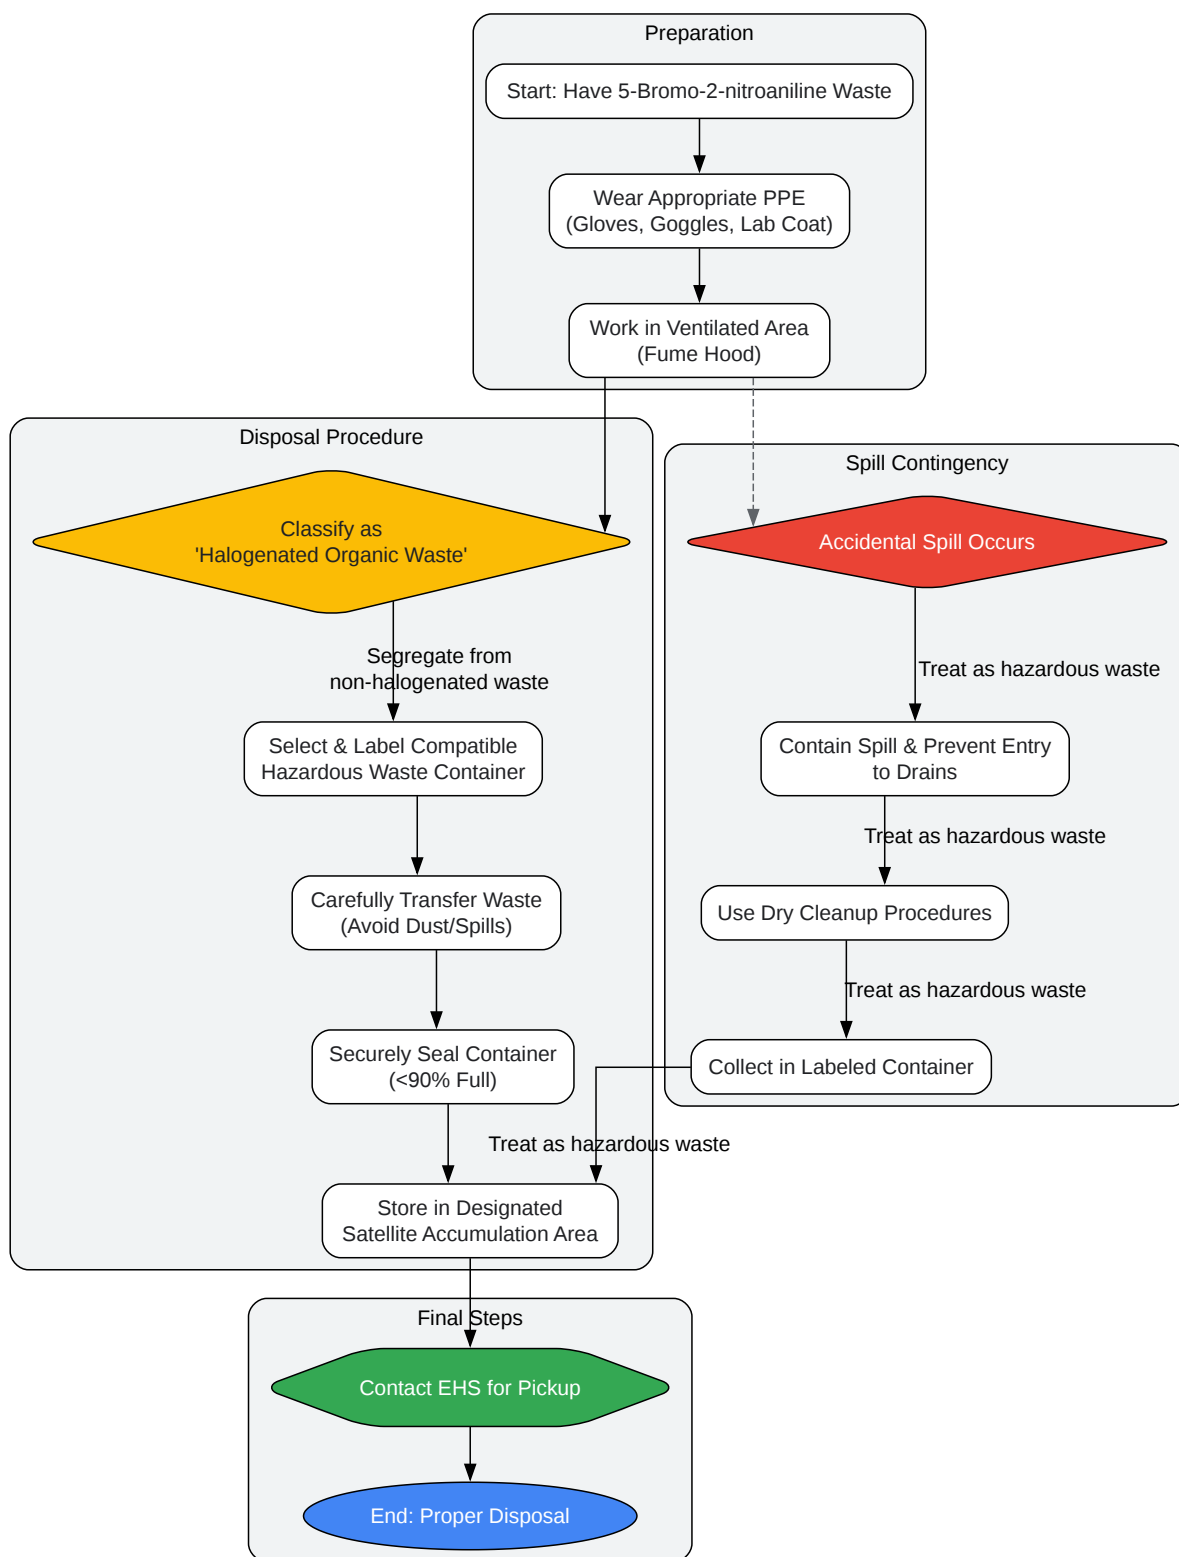 Preparation
Start: Have 5-Bromo-2-nitroaniline Waste
Wear Appropriate PPE
(Gloves, Goggles, Lab Coat)
Work in Ventilated Area
(Fume Hood)
Disposal Procedure
Classify as
'Halogenated Organic Waste'
Segregate from
non-halogenated waste
Select & Label Compatible
Hazardous Waste Container
Carefully Transfer Waste
(Avoid Dust/Spills)
Securely Seal Container
(<90% Full)
Store in Designated
Satellite Accumulation Area
Spill Contingency
Accidental Spill Occurs
Treat as hazardous waste
Contain Spill & Prevent Entry
to Drains
Treat as hazardous waste
Use Dry Cleanup Procedures
Treat as hazardous waste
Collect in Labeled Container
Treat as hazardous waste
Final Steps
Contact EHS for Pickup
End: Proper Disposal